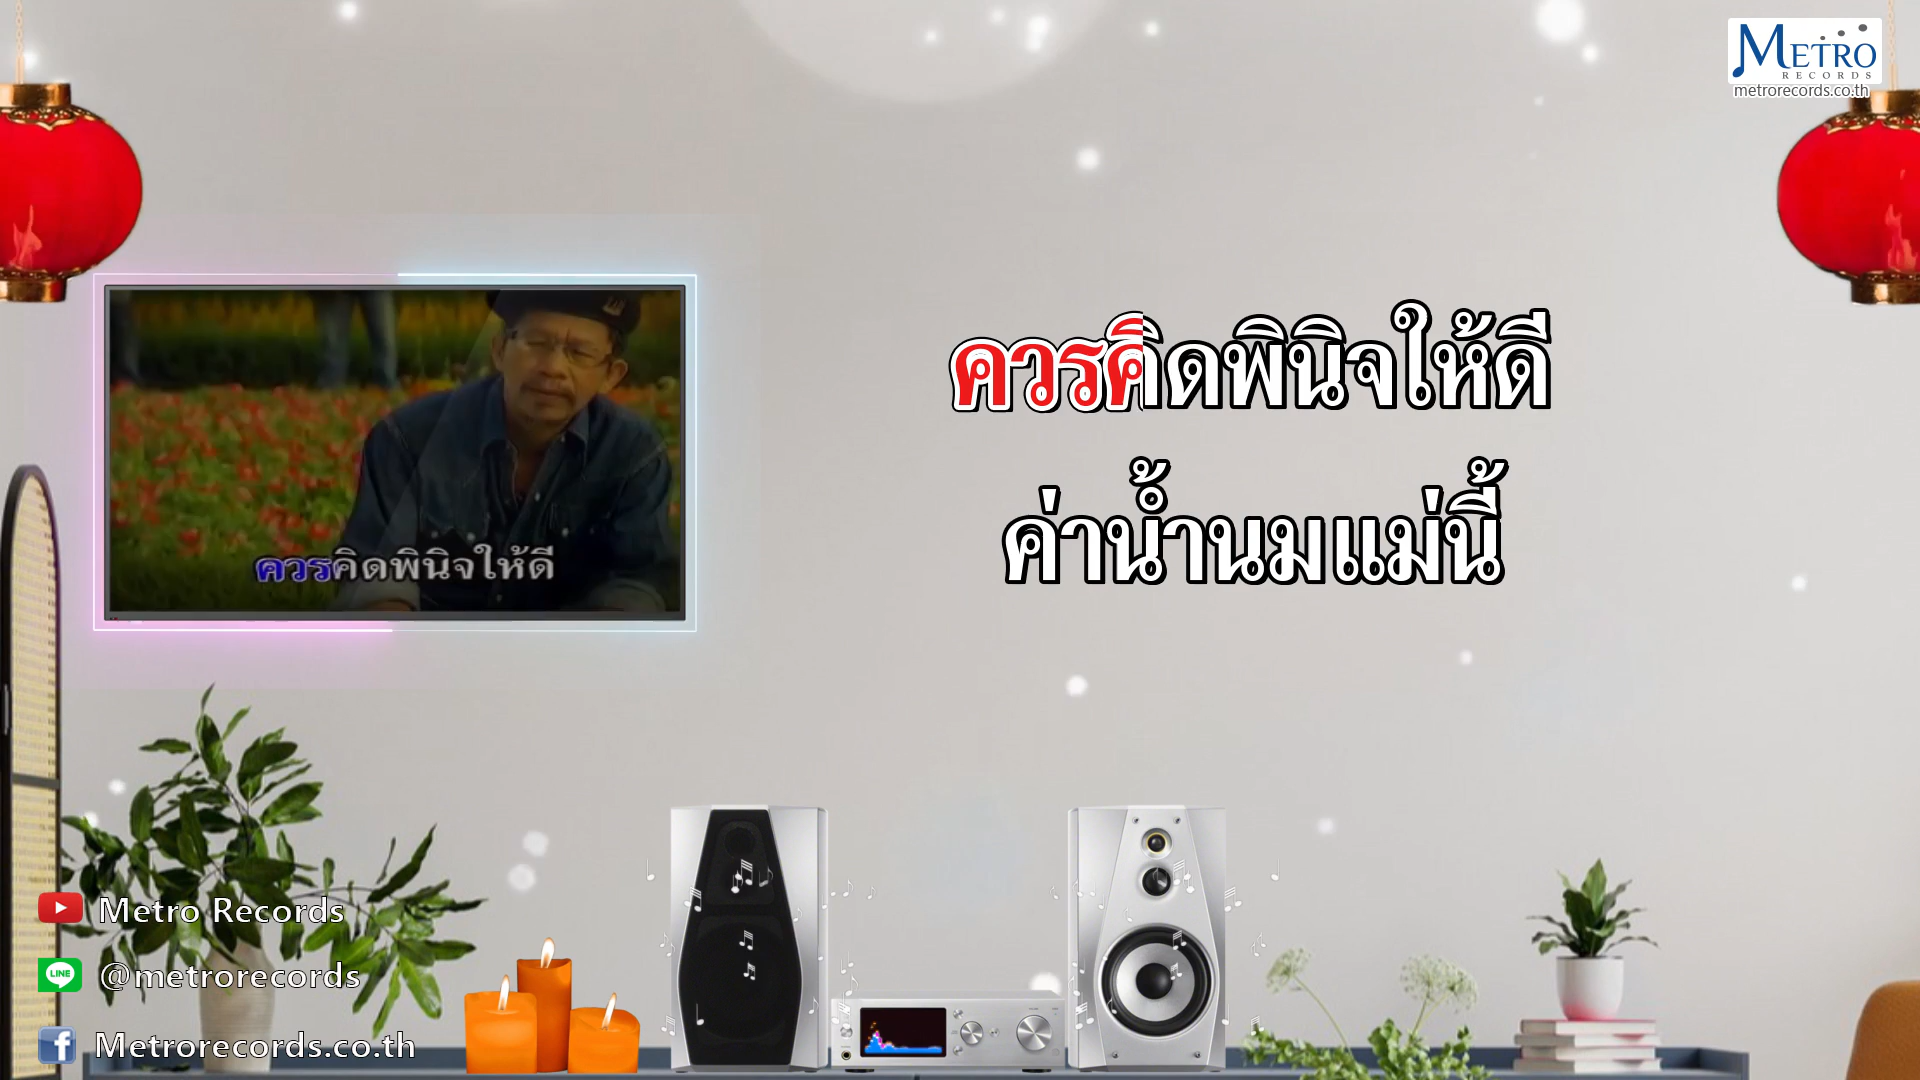 METRO
RECORDS
metrorecords.co.th
ควรคิดพินิจให้ดี
ค่าน้ำนมแม่นี้
ควรคิดพินิจให้ดี
Metro Records
LINE
@metrorecords
f
Metrorecords.co.th